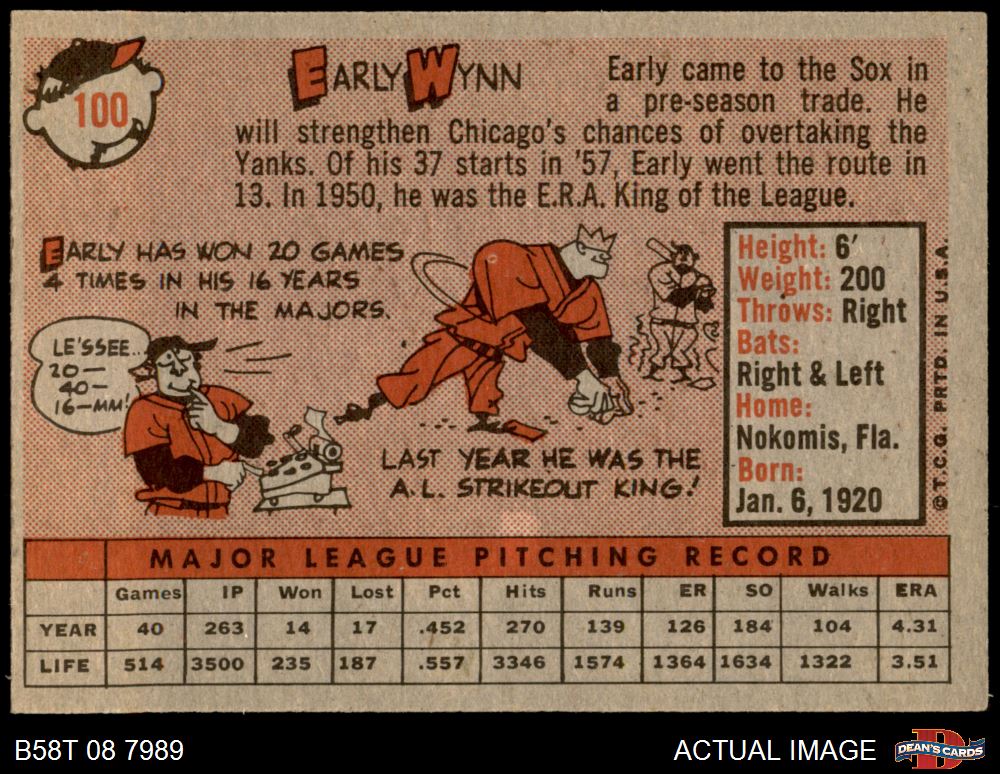 100
EARLY WYNN
Early came to the Sox in
a pre-season trade. He
will strengthen Chicago's chances of overtaking the
Yanks. Of his 37 starts in '57, Early went the route in
13. In 1950, he was the E.R.A. King of the League.
EARLY HAS WON 20 GAMES
4 TIMES IN HIS 16 YEARS
IN THE MAJORS.
LE'SSEE..
20—
40—
16—MM!
LAST YEAR HE WAS THE
A.L. STRIKEOUT KING!
Height: 6'
Weight: 200
Throws: Right
Bats:
Right & Left
Home:
Nokomis, Fla.
Born:
Jan. 6, 1920
© T.C.G. PRTD. IN U.S.A.
MAJOR LEAGUE PITCHING RECORD
Games IP Won Lost Pct Hits Runs ER SO Walks ERA
YEAR 40 263 14 17 .452 270 139 126 184 104 4.31
LIFE 514 3500 235 187 .557 3346 1574 1364 1634 1322 3.51
B58T 08 7989
ACTUAL IMAGE
D
DEAN'S CARDS